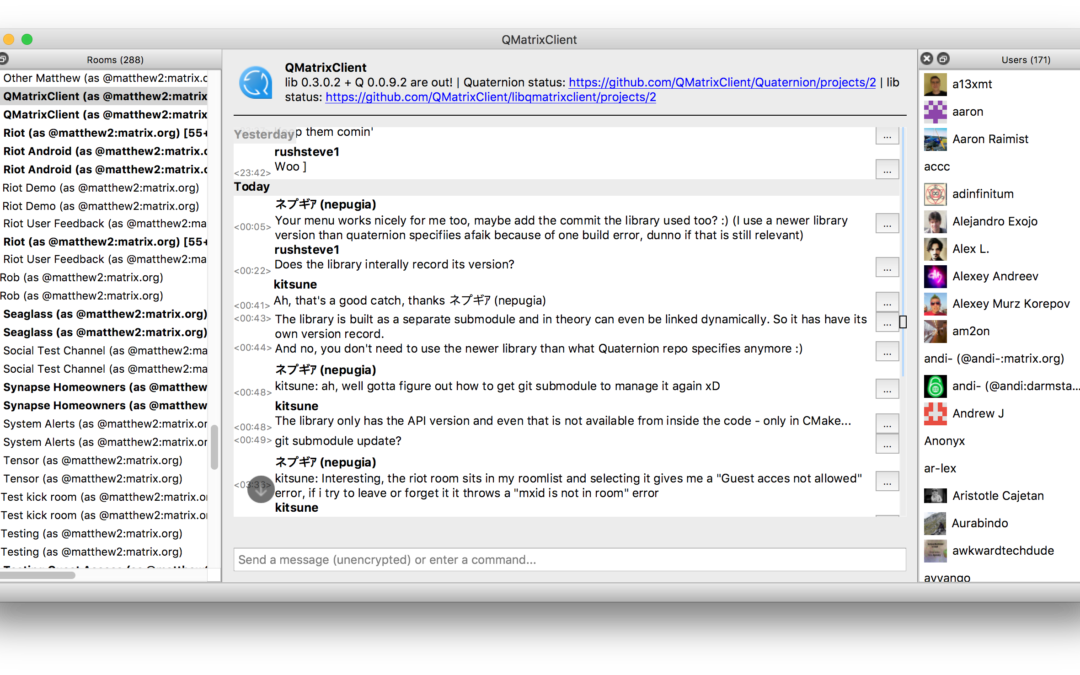 QMatrixClient
Rooms (288)
Other Matthew (as @matthew2:matrix.c
QMatrixClient (as @matthew2:matrix
QMatrixClient (as @matthew2:matrix
Riot (as @matthew2:matrix.org) [55+
Riot Android (as @matthew2:matrix.c
Riot Android (as @matthew2:matrix.c
Riot Demo (as @matthew2:matrix.org)
Riot Demo (as @matthew2:matrix.org)
Riot User Feedback (as @matthew2:ma
Riot (as @matthew2:matrix.org) [55+
Riot User Feedback (as @matthew2:ma
Rob (as @matthew2:matrix.org)
Rob (as @matthew2:matrix.org)
Seaglass (as @matthew2:matrix.org)
Seaglass (as @matthew2:matrix.org)
Social Test Channel (as @matthew2:ma
Social Test Channel (as @matthew2:ma
Synapse Homeowners (as @matthew
Synapse Homeowners (as @matthew
System Alerts (as @matthew2:matrix.or
System Alerts (as @matthew2:matrix.or
Tensor (as @matthew2:matrix.org)
Tensor (as @matthew2:matrix.org)
Test kick room (as @matthew2:matrix.or
Test kick room (as @matthew2:matrix.or
Testing (as @matthew2:matrix.org)
Testing (as @matthew2:matrix.org)
QMatrixClient
lib 0.3.0.2 + Q 0.0.9.2 are out! | Quaternion status: https://github.com/QMatrixClient/Quaternion/projects/2 | lib
status: https://github.com/QMatrixClient/libqmatrixclient/projects/2
Yesterday p them comin' ...
rushsteve1
<23:42> Woo ] ...
Today
ネプギア (nepugia)
<00:05> Your menu works nicely for me too, maybe add the commit the library used too? :) (I use a newer library ...
version than quaternion specifiies afaik because of one build error, dunno if that is still relevant)
rushsteve1
<00:22> Does the library interally record its version? ...
kitsune
<00:41> Ah, that's a good catch, thanks ネプギア (nepugia) ...
<00:43> The library is built as a separate submodule and in theory can even be linked dynamically. So it has have its ...
own version record.
<00:44> And no, you don't need to use the newer library than what Quaternion repo specifies anymore :) ...
ネプギア (nepugia)
<00:48> kitsune: ah, well gotta figure out how to get git submodule to manage it again xD ...
kitsune
<00:48> The library only has the API version and even that is not available from inside the code - only in CMake... ...
<00:49> git submodule update? ...
ネプギア (nepugia)
kitsune: Interesting, the riot room sits in my roomlist and selecting it gives me a "Guest acces not allowed" ...
error, if i try to leave or forget it it throws a "mxid is not in room" error
kitsune
Send a message (unencrypted) or enter a command...
Users (171)
a13xmt
aaron
Aaron Raimist
accc
adinfinitum
Alejandro Exojo
Alex L.
Alexey Andreev
Alexey Murz Korepov
am2on
andi- (@andi-:matrix.org)
andi- (@andi:darmsta...
Andrew J
Anonyx
ar-lex
Aristotle Cajetan
Aurabindo
awkwardtechdude
ayyango